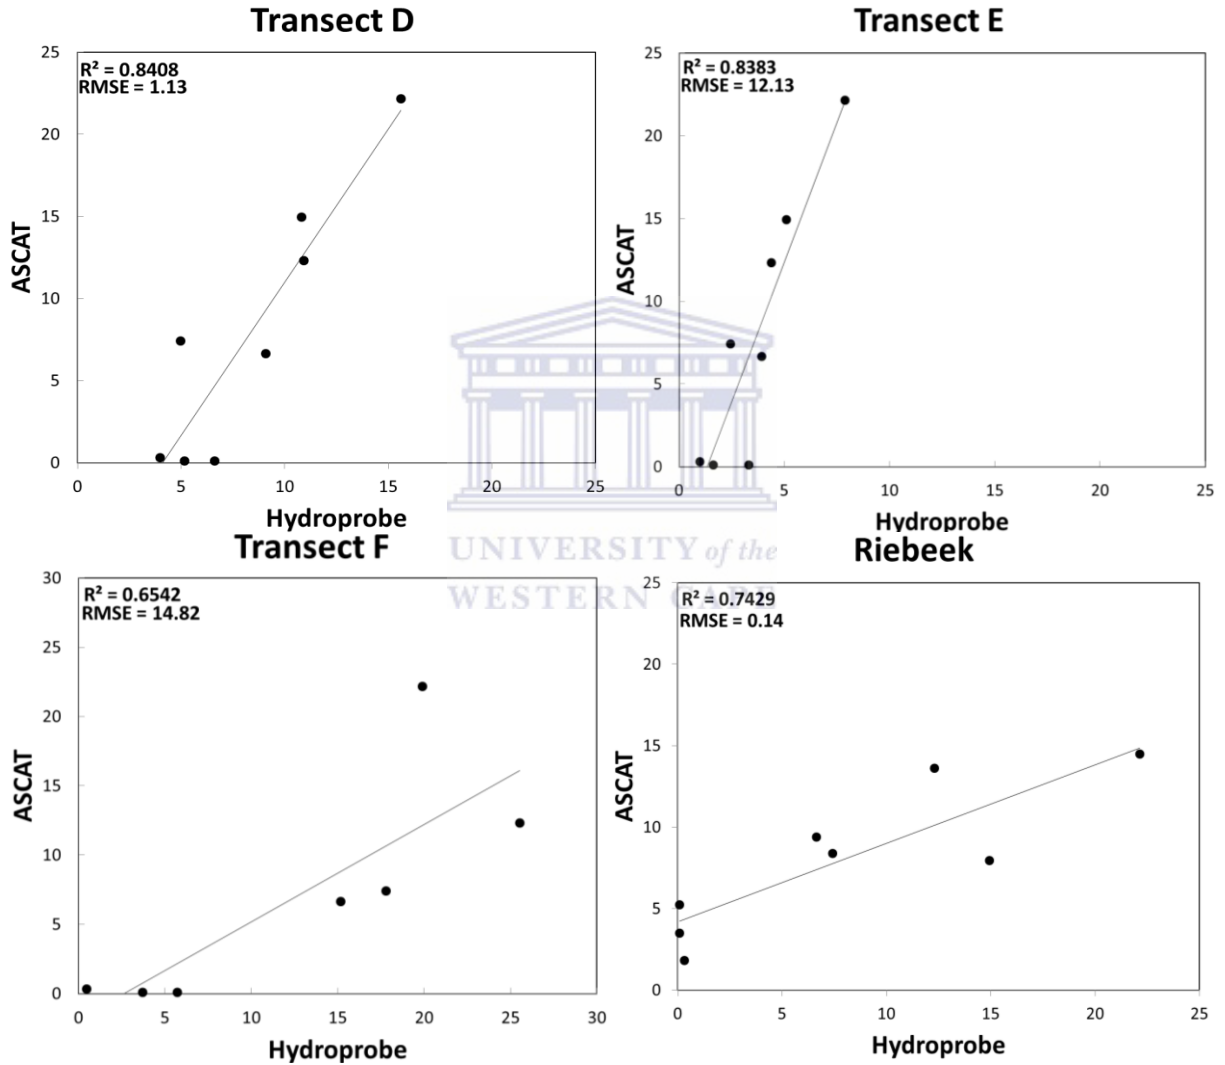 Transect D
R² = 0.8408
RMSE = 1.13
25
20
15
10
5
0
ASCAT
0 5 10 15 20 25
Hydroprobe
Transect E
R² = 0.8383
RMSE = 12.13
25
20
15
10
5
0
ASCAT
0 5 10 15 20 25
Hydroprobe
UNIVERSITY of the
WESTERN CAPE
Transect F
R² = 0.6542
RMSE = 14.82
30
25
20
15
10
5
0
ASCAT
0 5 10 15 20 25 30
Hydroprobe
Riebeek
R² = 0.7429
RMSE = 0.14
25
20
15
10
5
0
ASCAT
0 5 10 15 20 25
Hydroprobe